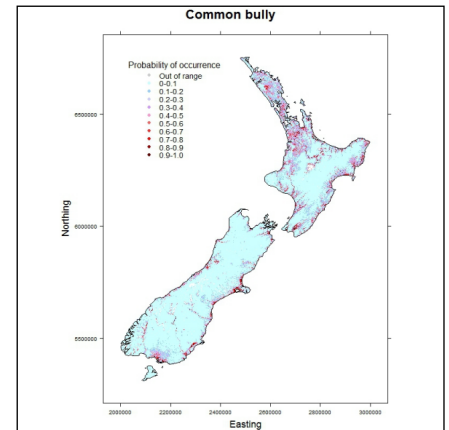 Common bully
Probability of occurrence
Out of range
0-0.1
0.1-0.2
0.2-0.3
0.3-0.4
0.4-0.5
0.5-0.6
0.6-0.7
0.7-0.8
0.8-0.9
0.9-1.0
6500000
6000000
5500000
Northing
2000000 2200000 2400000 2600000 2800000 3000000
Easting